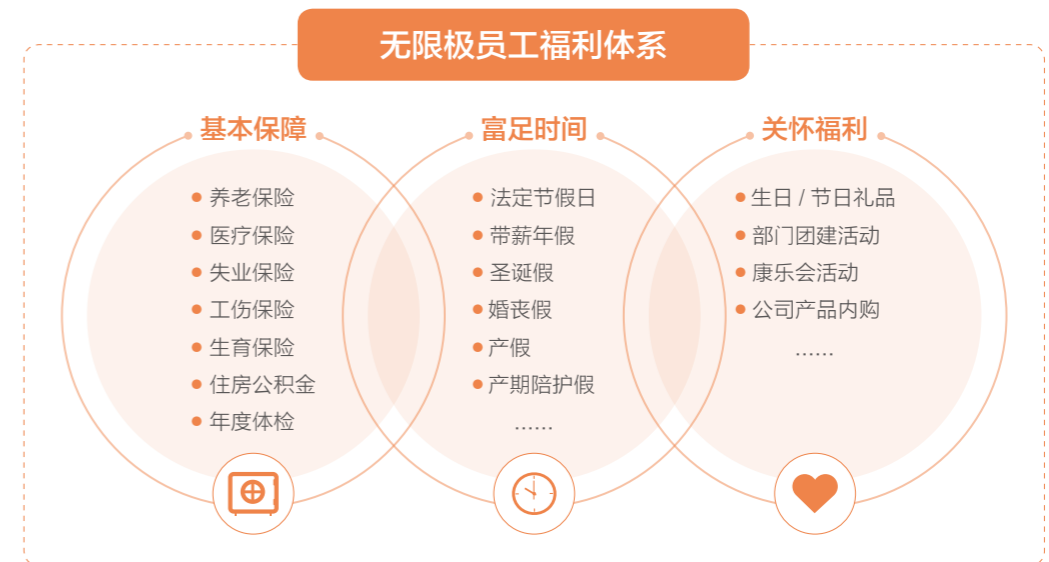 无限极员工福利体系
基本保障
养老保险
医疗保险
失业保险
工伤保险
生育保险
住房公积金
年度体检
富足时间
法定节假日
带薪年假
圣诞假
婚丧假
产假
产期陪护假
......
关怀福利
生日 / 节日礼品
部门团建活动
康乐会活动
公司产品内购
......